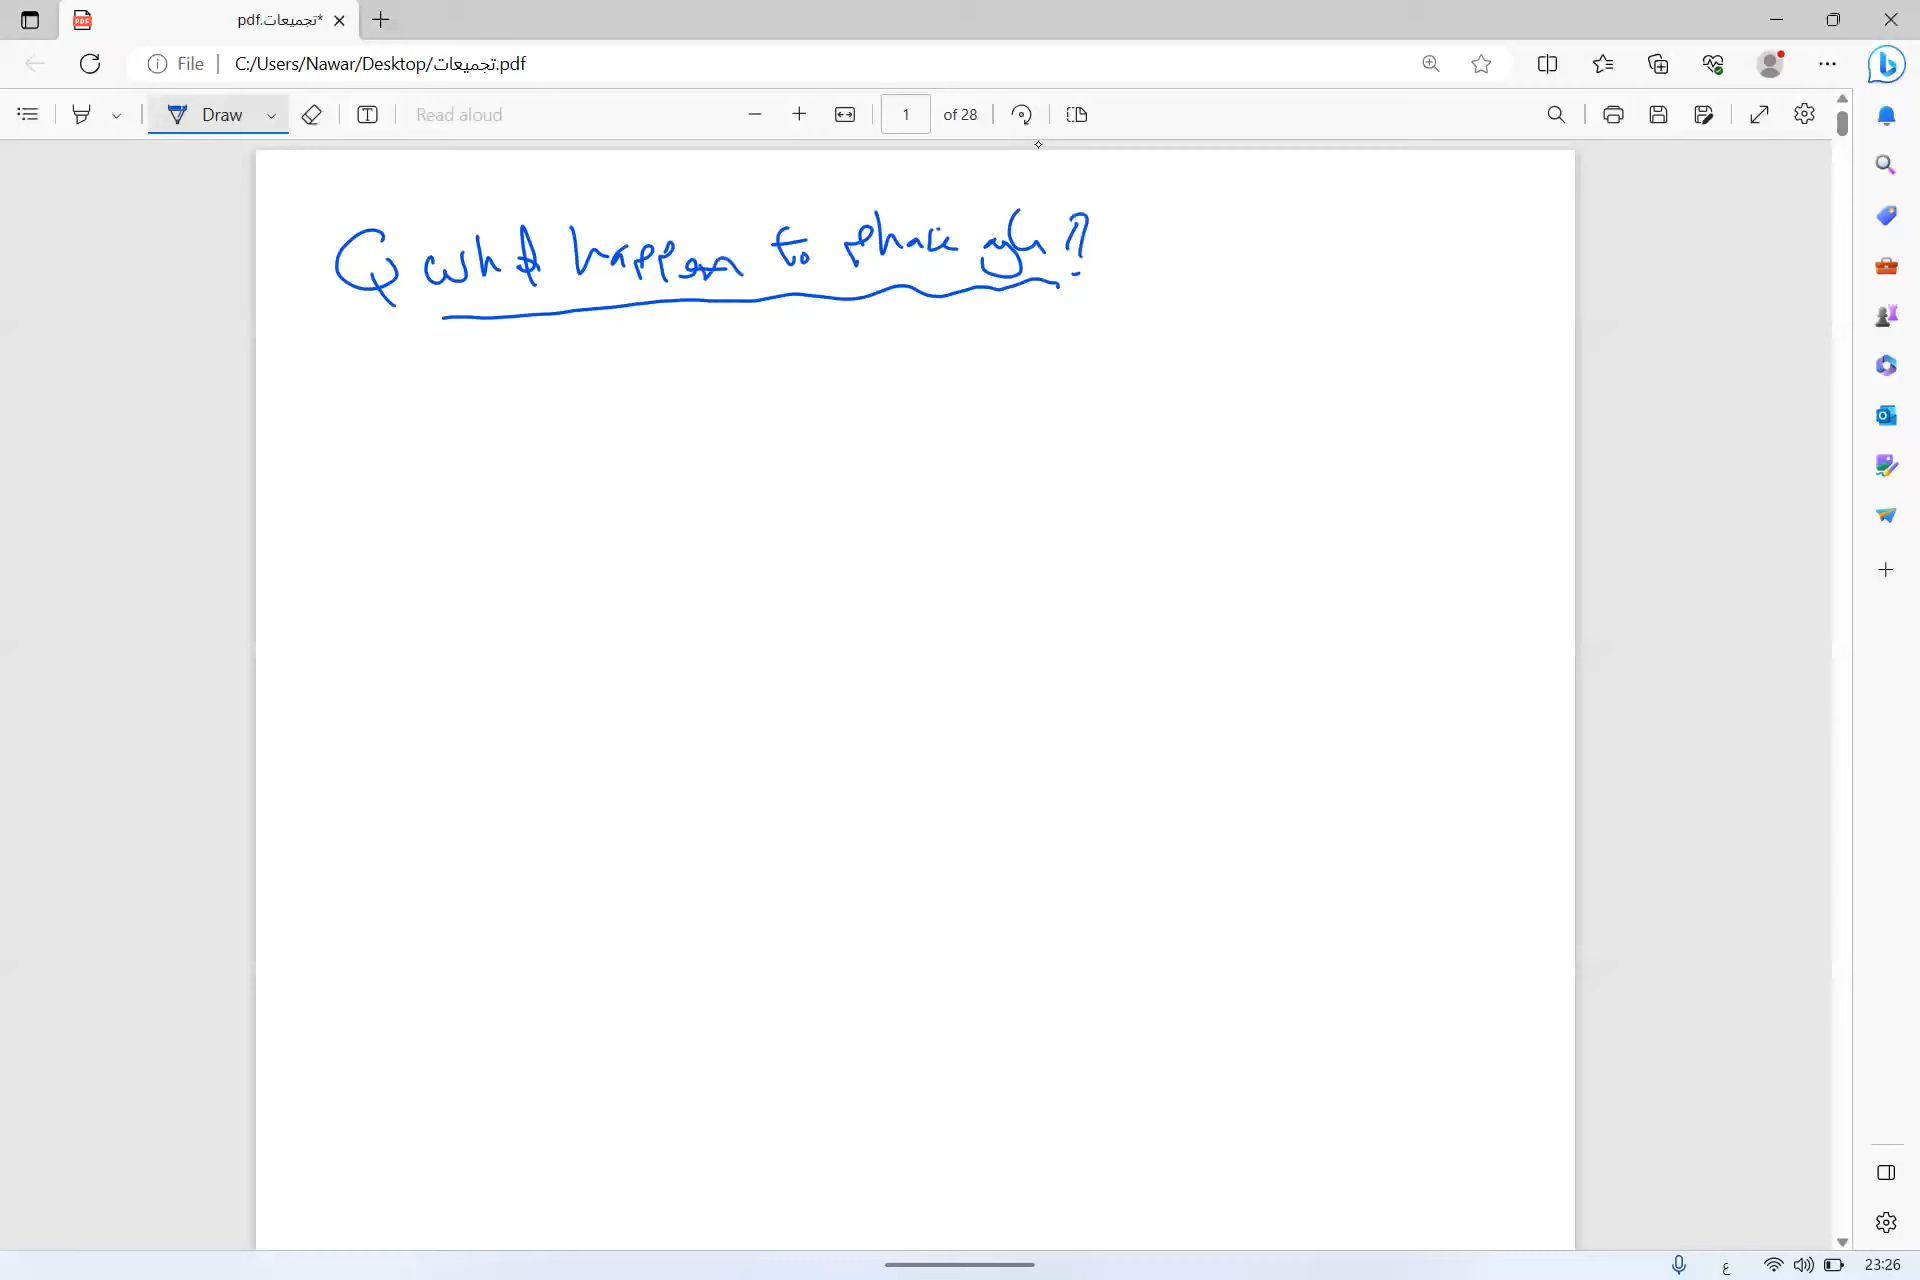 تجميعات.pdf*
File
C:/Users/Nawar/Desktop/تجميعات.pdf
Draw
Read aloud
1 of 28
Q what happen to phase ?
ع
23:26